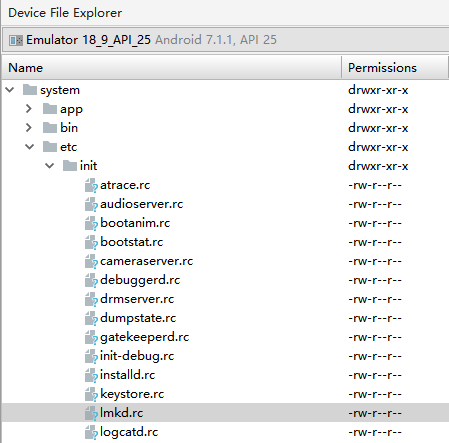 Device File Explorer
Emulator 18_9_API_25 Android 7.1.1, API 25
Name Permissions
system drwxr-xr-x
app drwxr-xr-x
bin drwxr-xr-x
etc drwxr-xr-x
init drwxr-xr-x
atrace.rc -rw-r--r--
audioserver.rc -rw-r--r--
bootanim.rc -rw-r--r--
bootstat.rc -rw-r--r--
cameraserver.rc -rw-r--r--
debuggerd.rc -rw-r--r--
drmserver.rc -rw-r--r--
dumpstate.rc -rw-r--r--
gatekeeperd.rc -rw-r--r--
init-debug.rc -rw-r--r--
installd.rc -rw-r--r--
keystore.rc -rw-r--r--
lmkd.rc -rw-r--r--
logcatd.rc -rw-r--r--